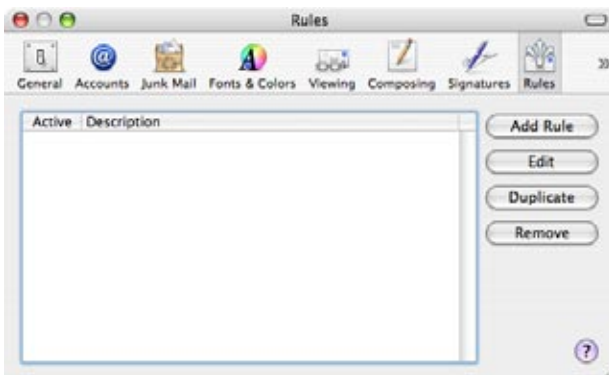 Rules
General Accounts Junk Mail Fonts & Colors Viewing Composing Signatures Rules »
Active Description
Add Rule
Edit
Duplicate
Remove
?